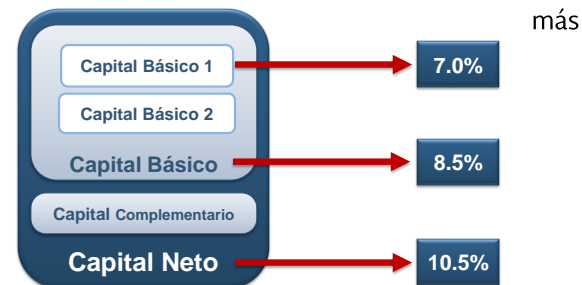 más
Capital Básico 1
7.0%
Capital Básico 2
Capital Básico
8.5%
Capital Complementario
Capital Neto
10.5%